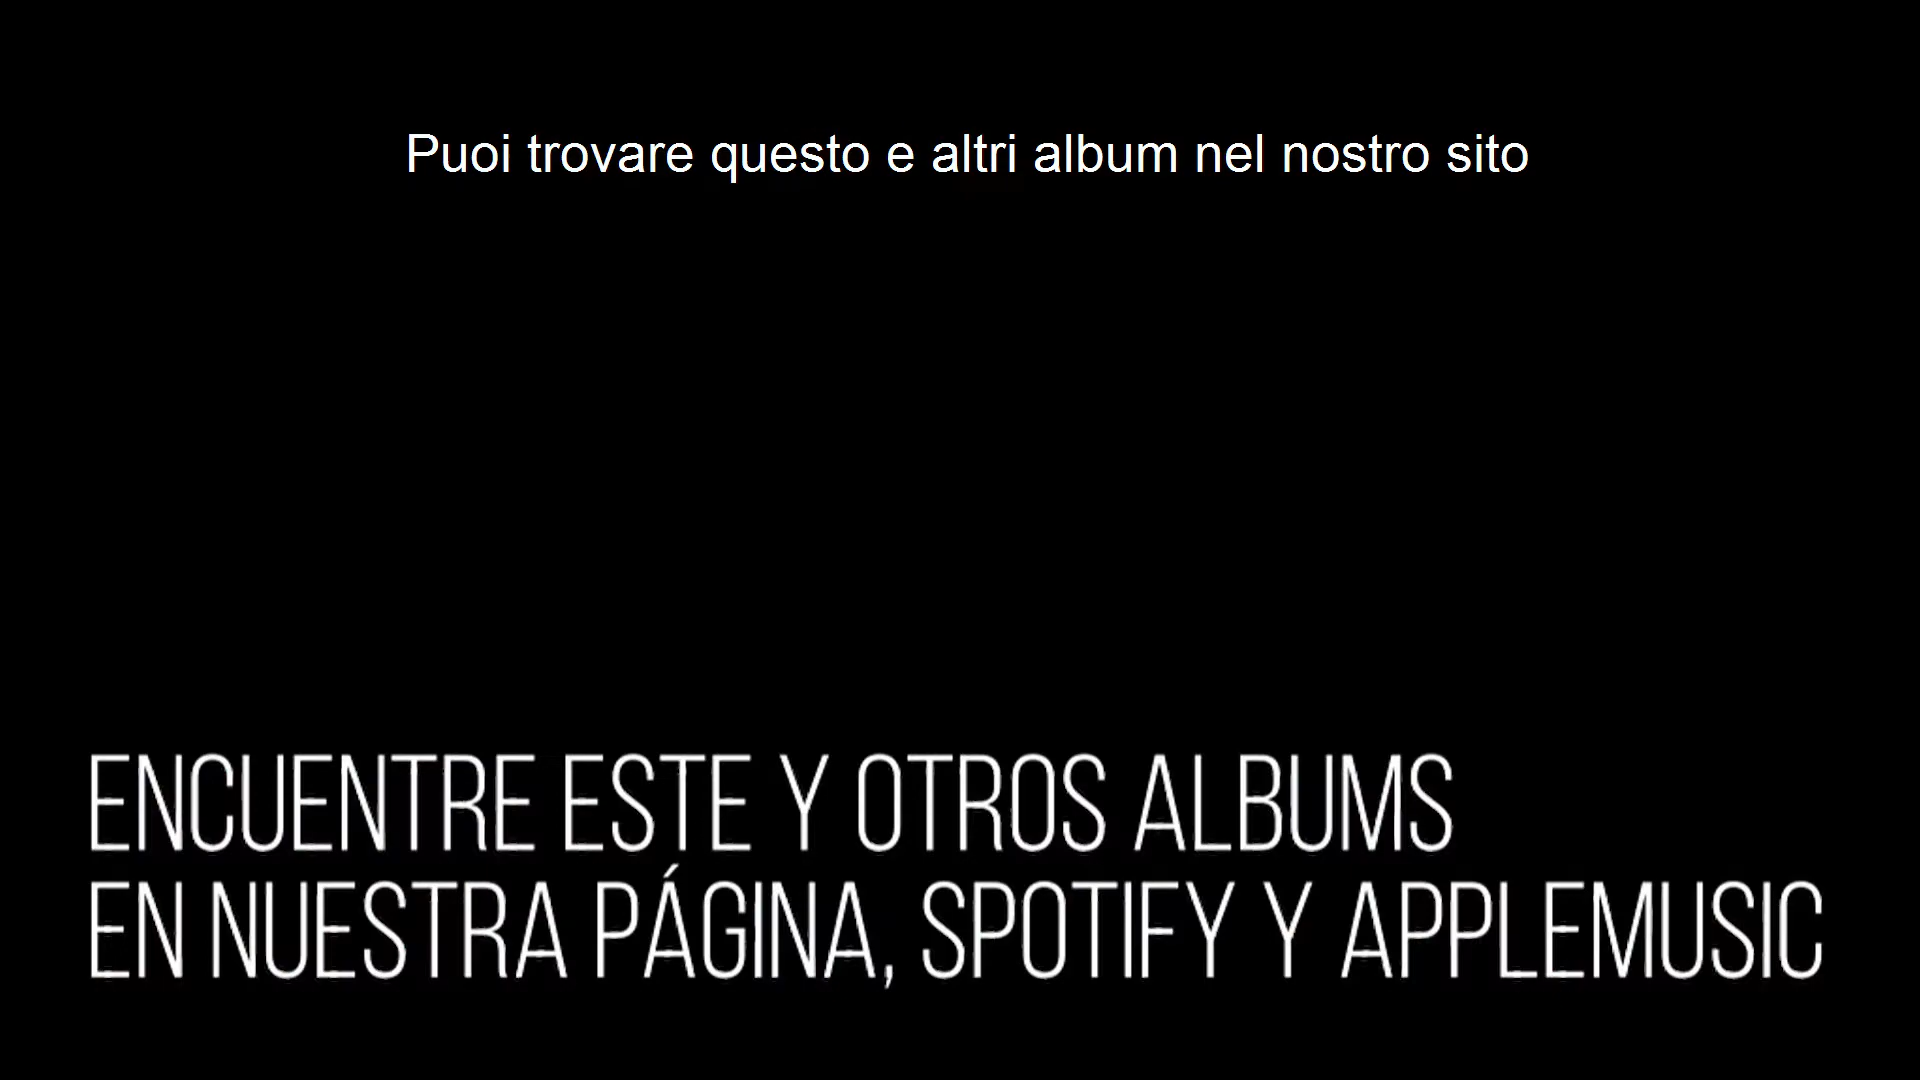 Puoi trovare questo e altri album nel nostro sito
ENCUENTRE ESTE Y OTROS ALBUMS
EN NUESTRA PÁGINA, SPOTIFY Y APPLEMUSIC